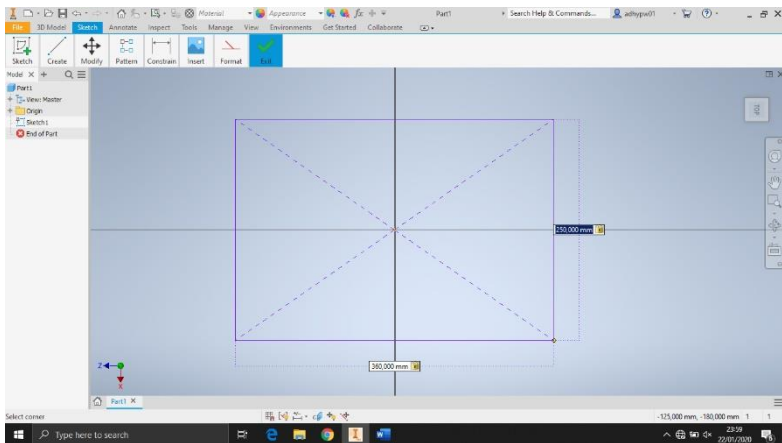 Material
Appearance
Part1
Search Help & Commands...
File 3D Model Sketch Annotate Inspect Tools Manage View Environments Get Started Collaborate
Sketch Create Modify Pattern Constrain Insert Format Exit
Model
Part1
View: Master
Origin
Sketch1
End of Part
TOP
250,000 mm
360,000 mm
Z
X
Part1
Select corner
-125,000 mm, -180,000 mm 1 1
Type here to search
23:59
22/01/2020